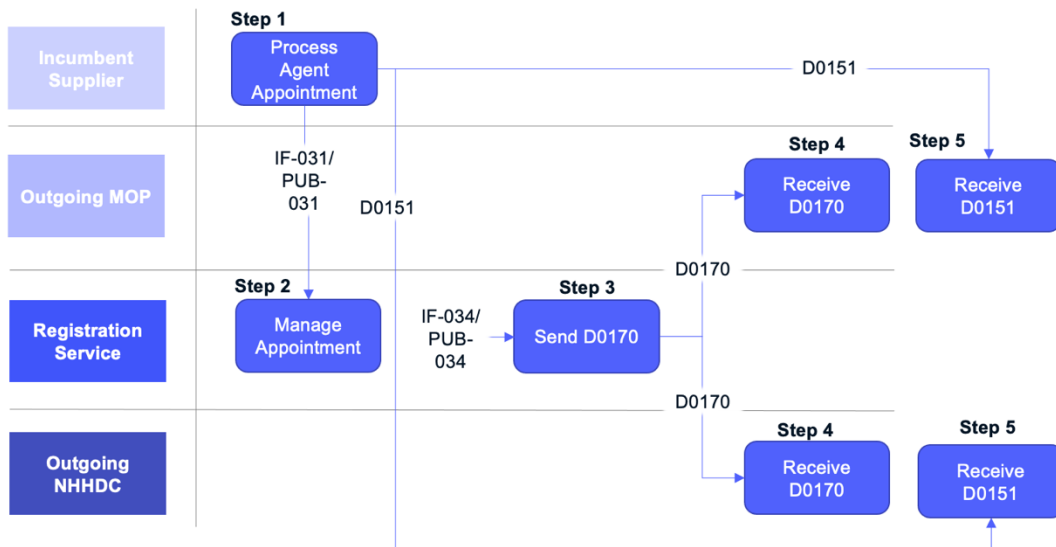 Step 1
Incumbent
Supplier
Process
Agent
Appointment
D0151
IF-031/
PUB-
031
D0151
Outgoing MOP
Step 4
Receive
D0170
Step 5
Receive
D0151
D0170
Registration
Service
Step 2
Manage
Appointment
IF-034/
PUB-
034
Step 3
Send D0170
D0170
Outgoing
NHHDC
Step 4
Receive
D0170
Step 5
Receive
D0151